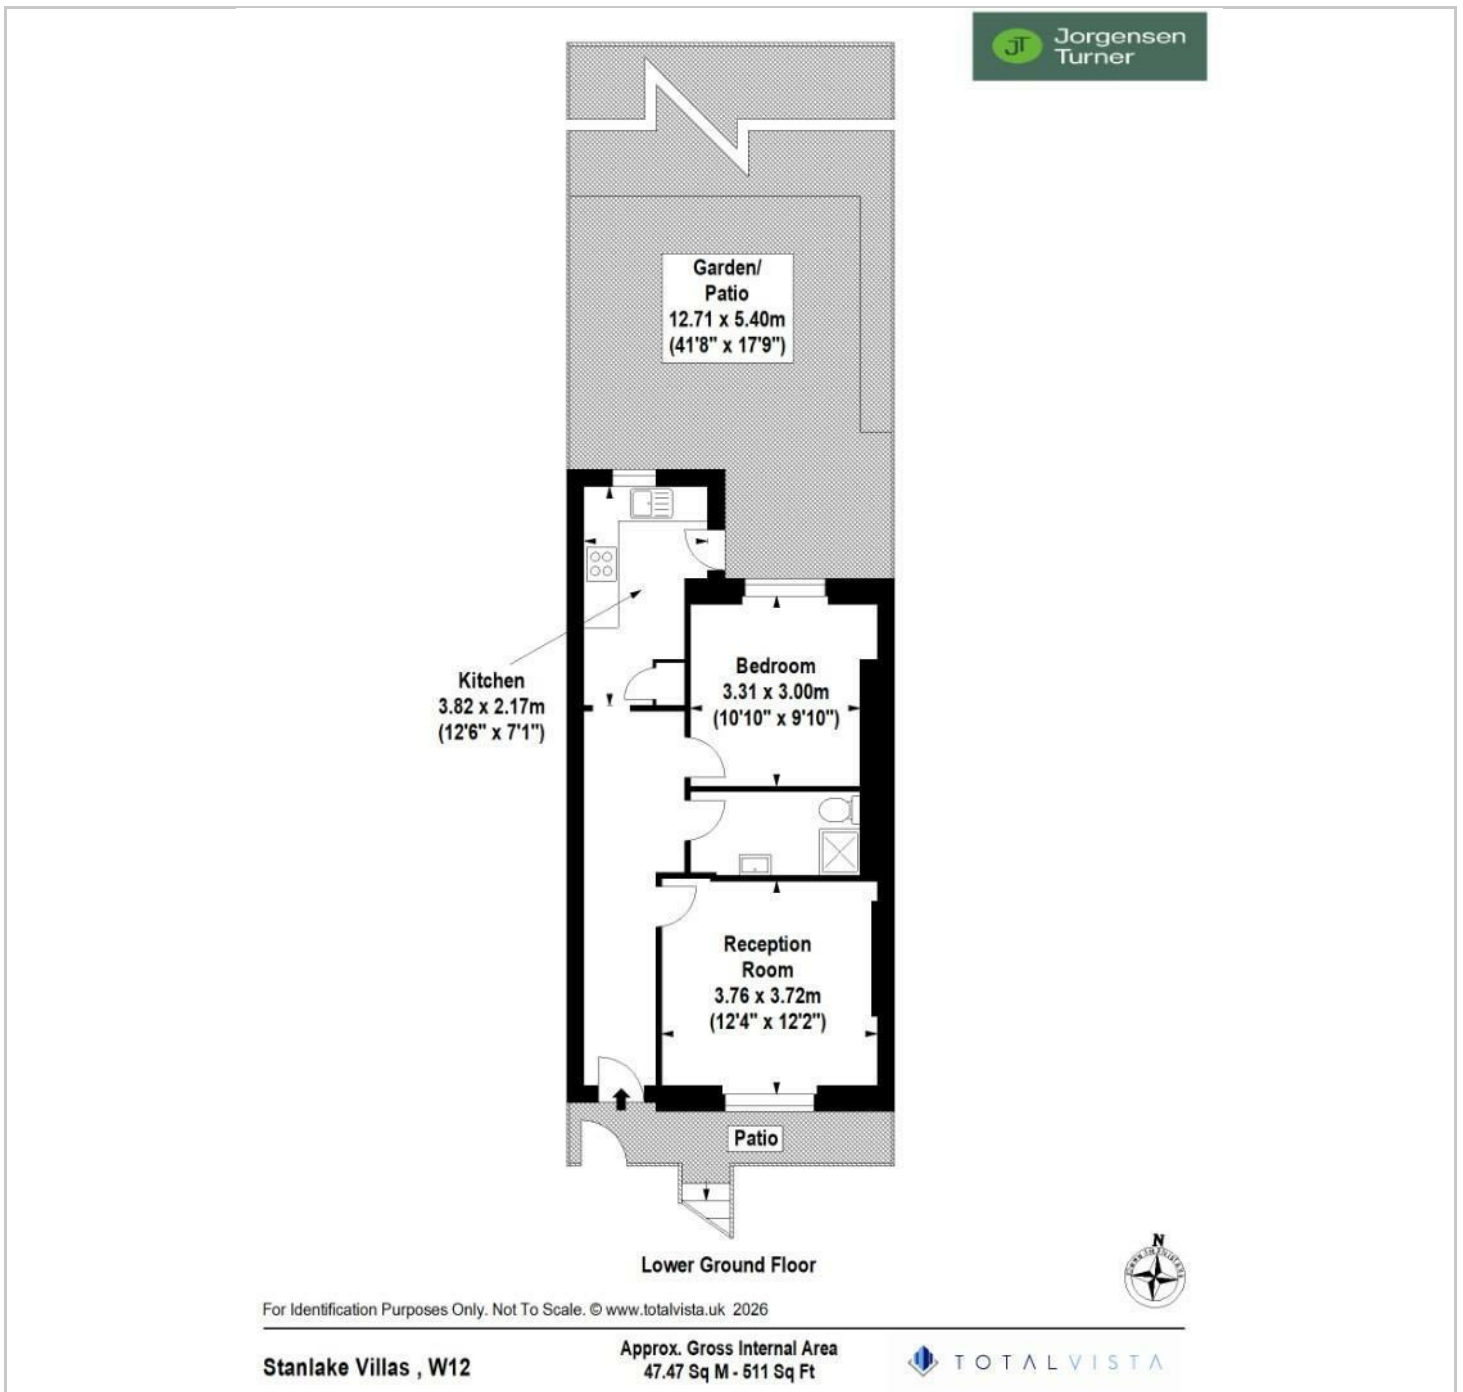 JT
Jorgensen
Turner
Garden/
Patio
12.71 x 5.40m
(41'8" x 17'9")
Kitchen
3.82 x 2.17m
(12'6" x 7'1")
Bedroom
3.31 x 3.00m
(10'10" x 9'10")
Reception
Room
3.76 x 3.72m
(12'4" x 12'2")
Patio
Lower Ground Floor
N
For Identification Purposes Only. Not To Scale. © www.totalvista.uk 2026
Stanlake Villas , W12
Approx. Gross Internal Area
47.47 Sq M - 511 Sq Ft
TOTALVISTA